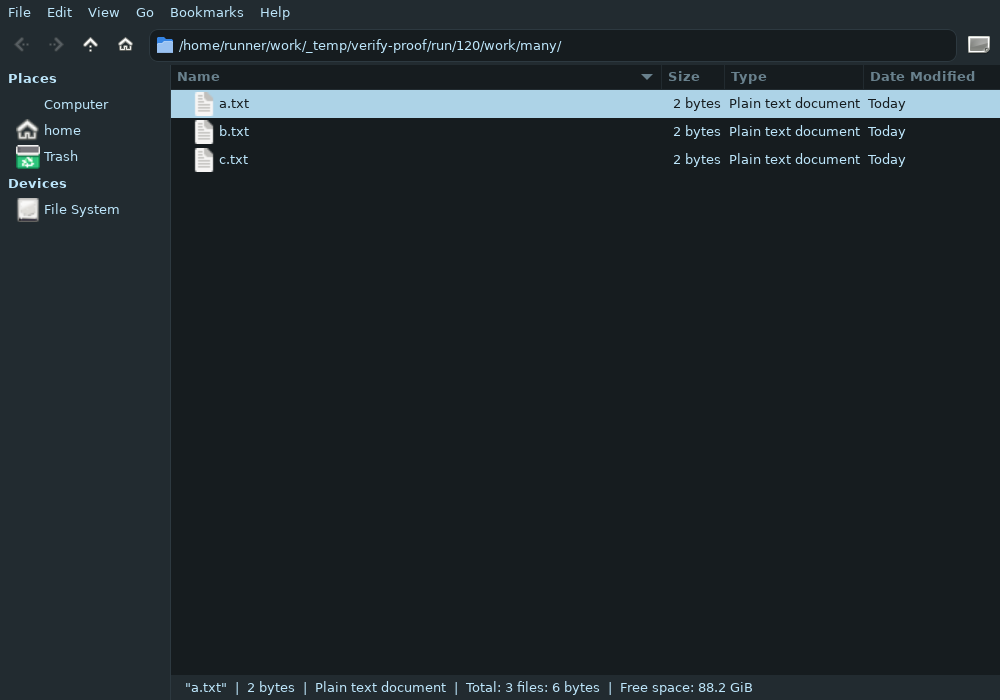 File Edit View Go Bookmarks Help
/home/runner/work/_temp/verify-proof/run/120/work/many/
Places
Computer
home
Trash
Devices
File System
Name Size Type Date Modified
a.txt 2 bytes Plain text document Today
b.txt 2 bytes Plain text document Today
c.txt 2 bytes Plain text document Today
"a.txt" | 2 bytes | Plain text document | Total: 3 files: 6 bytes | Free space: 88.2 GiB